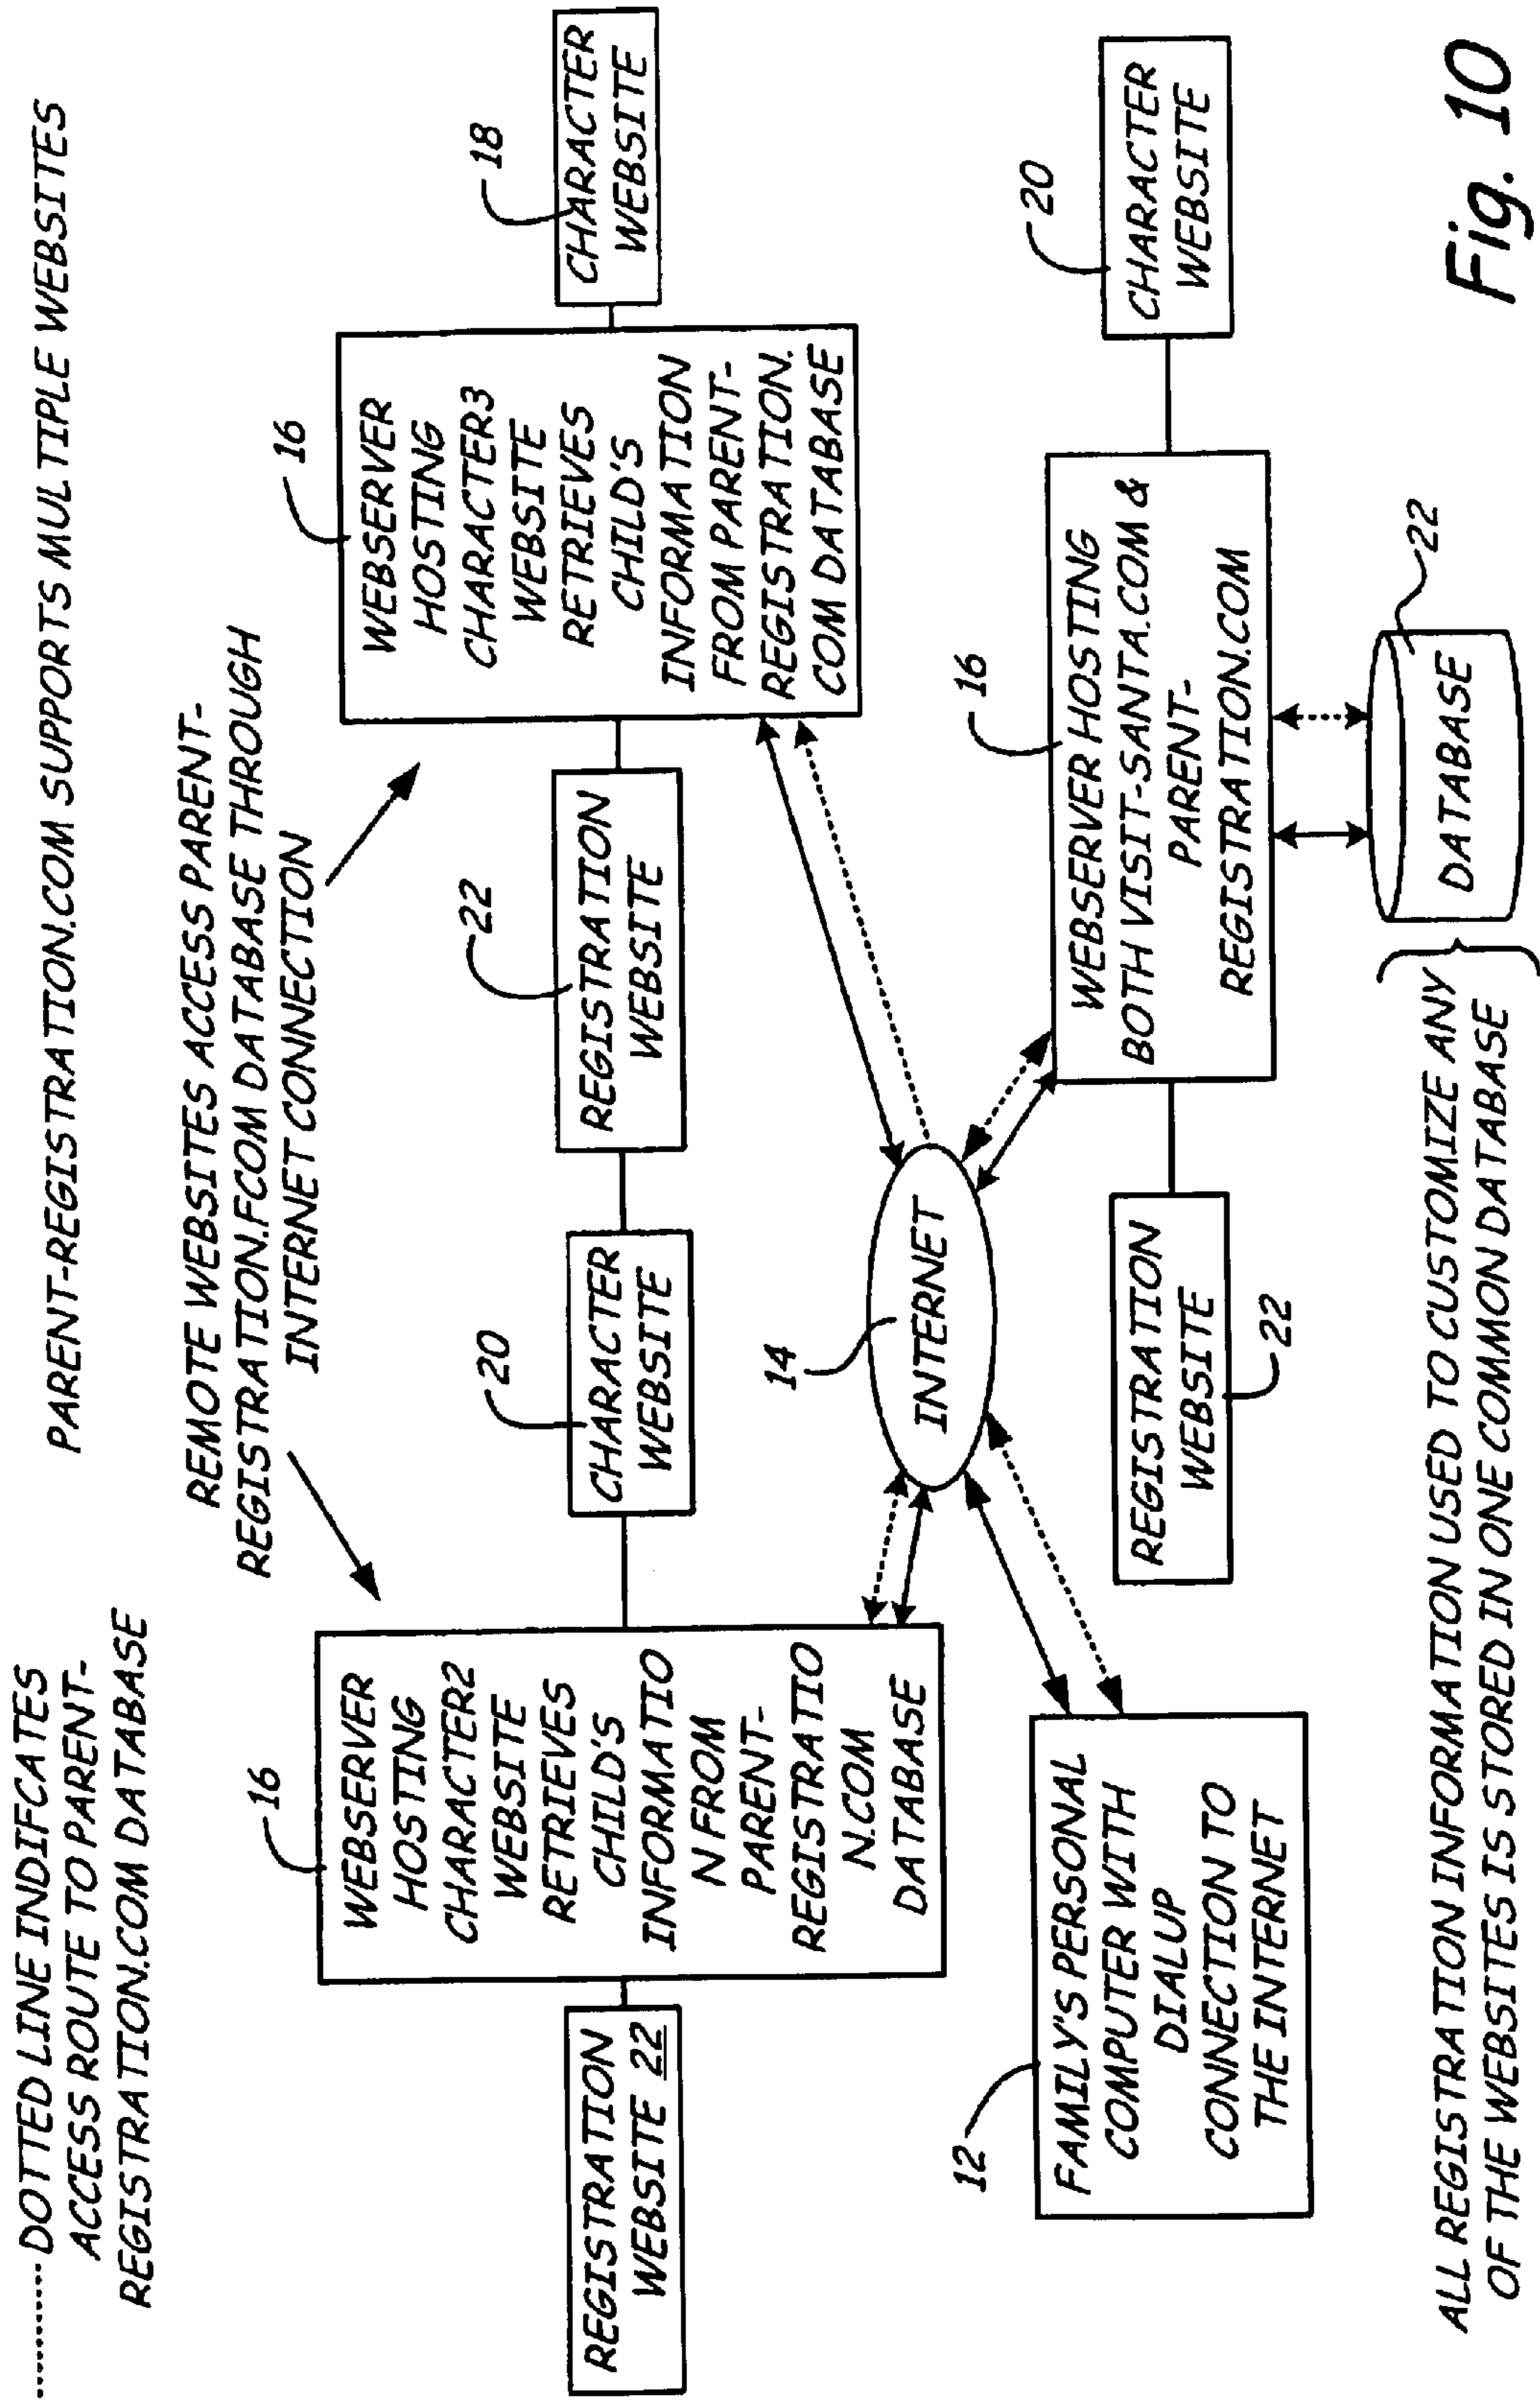 .......... DOTTED LINE INDIFCATES
ACCESS ROUTE TO PARENT-
REGISTRATION.COM DATABASE
PARENT-REGISTRATION.COM SUPPORTS MULTIPLE WEBSITES
REMOTE WEBSITES ACCESS PARENT-
REGISTRATION.FCOM DATABASE THROUGH
INTERNET CONNECTION
REGISTRATION
WEBSITE 22
16
WEBSERVER
HOSTING
CHARACTER2
WEBSITE
RETRIEVES
CHILD'S
INFORMATIO
N FROM
PARENT-
REGISTRATIO
N.COM
DATABASE
20
CHARACTER
WEBSITE
22
REGISTRATION
WEBSITE
16
WEBSERVER
HOSTING
CHARACTER3
WEBSITE
RETRIEVES
CHILD'S
INFORMATION
FROM PARENT-
REGISTRATION.
COM DATABASE
18
CHARACTER
WEBSITE
14
INTERNET
12
FAMILY'S PERSONAL
COMPUTER WITH
DIALUP
CONNECTION TO
THE INTERNET
REGISTRATION
WEBSITE
22
16
WEBSERVER HOSTING
BOTH VISIT-SANTA.COM &
PARENT-
REGISTRATION.COM
20
CHARACTER
WEBSITE
DATABASE
22
ALL REGISTRATION INFORMATION USED TO CUSTOMIZE ANY
OF THE WEBSITES IS STORED IN ONE COMMON DATABASE
Fig. 10